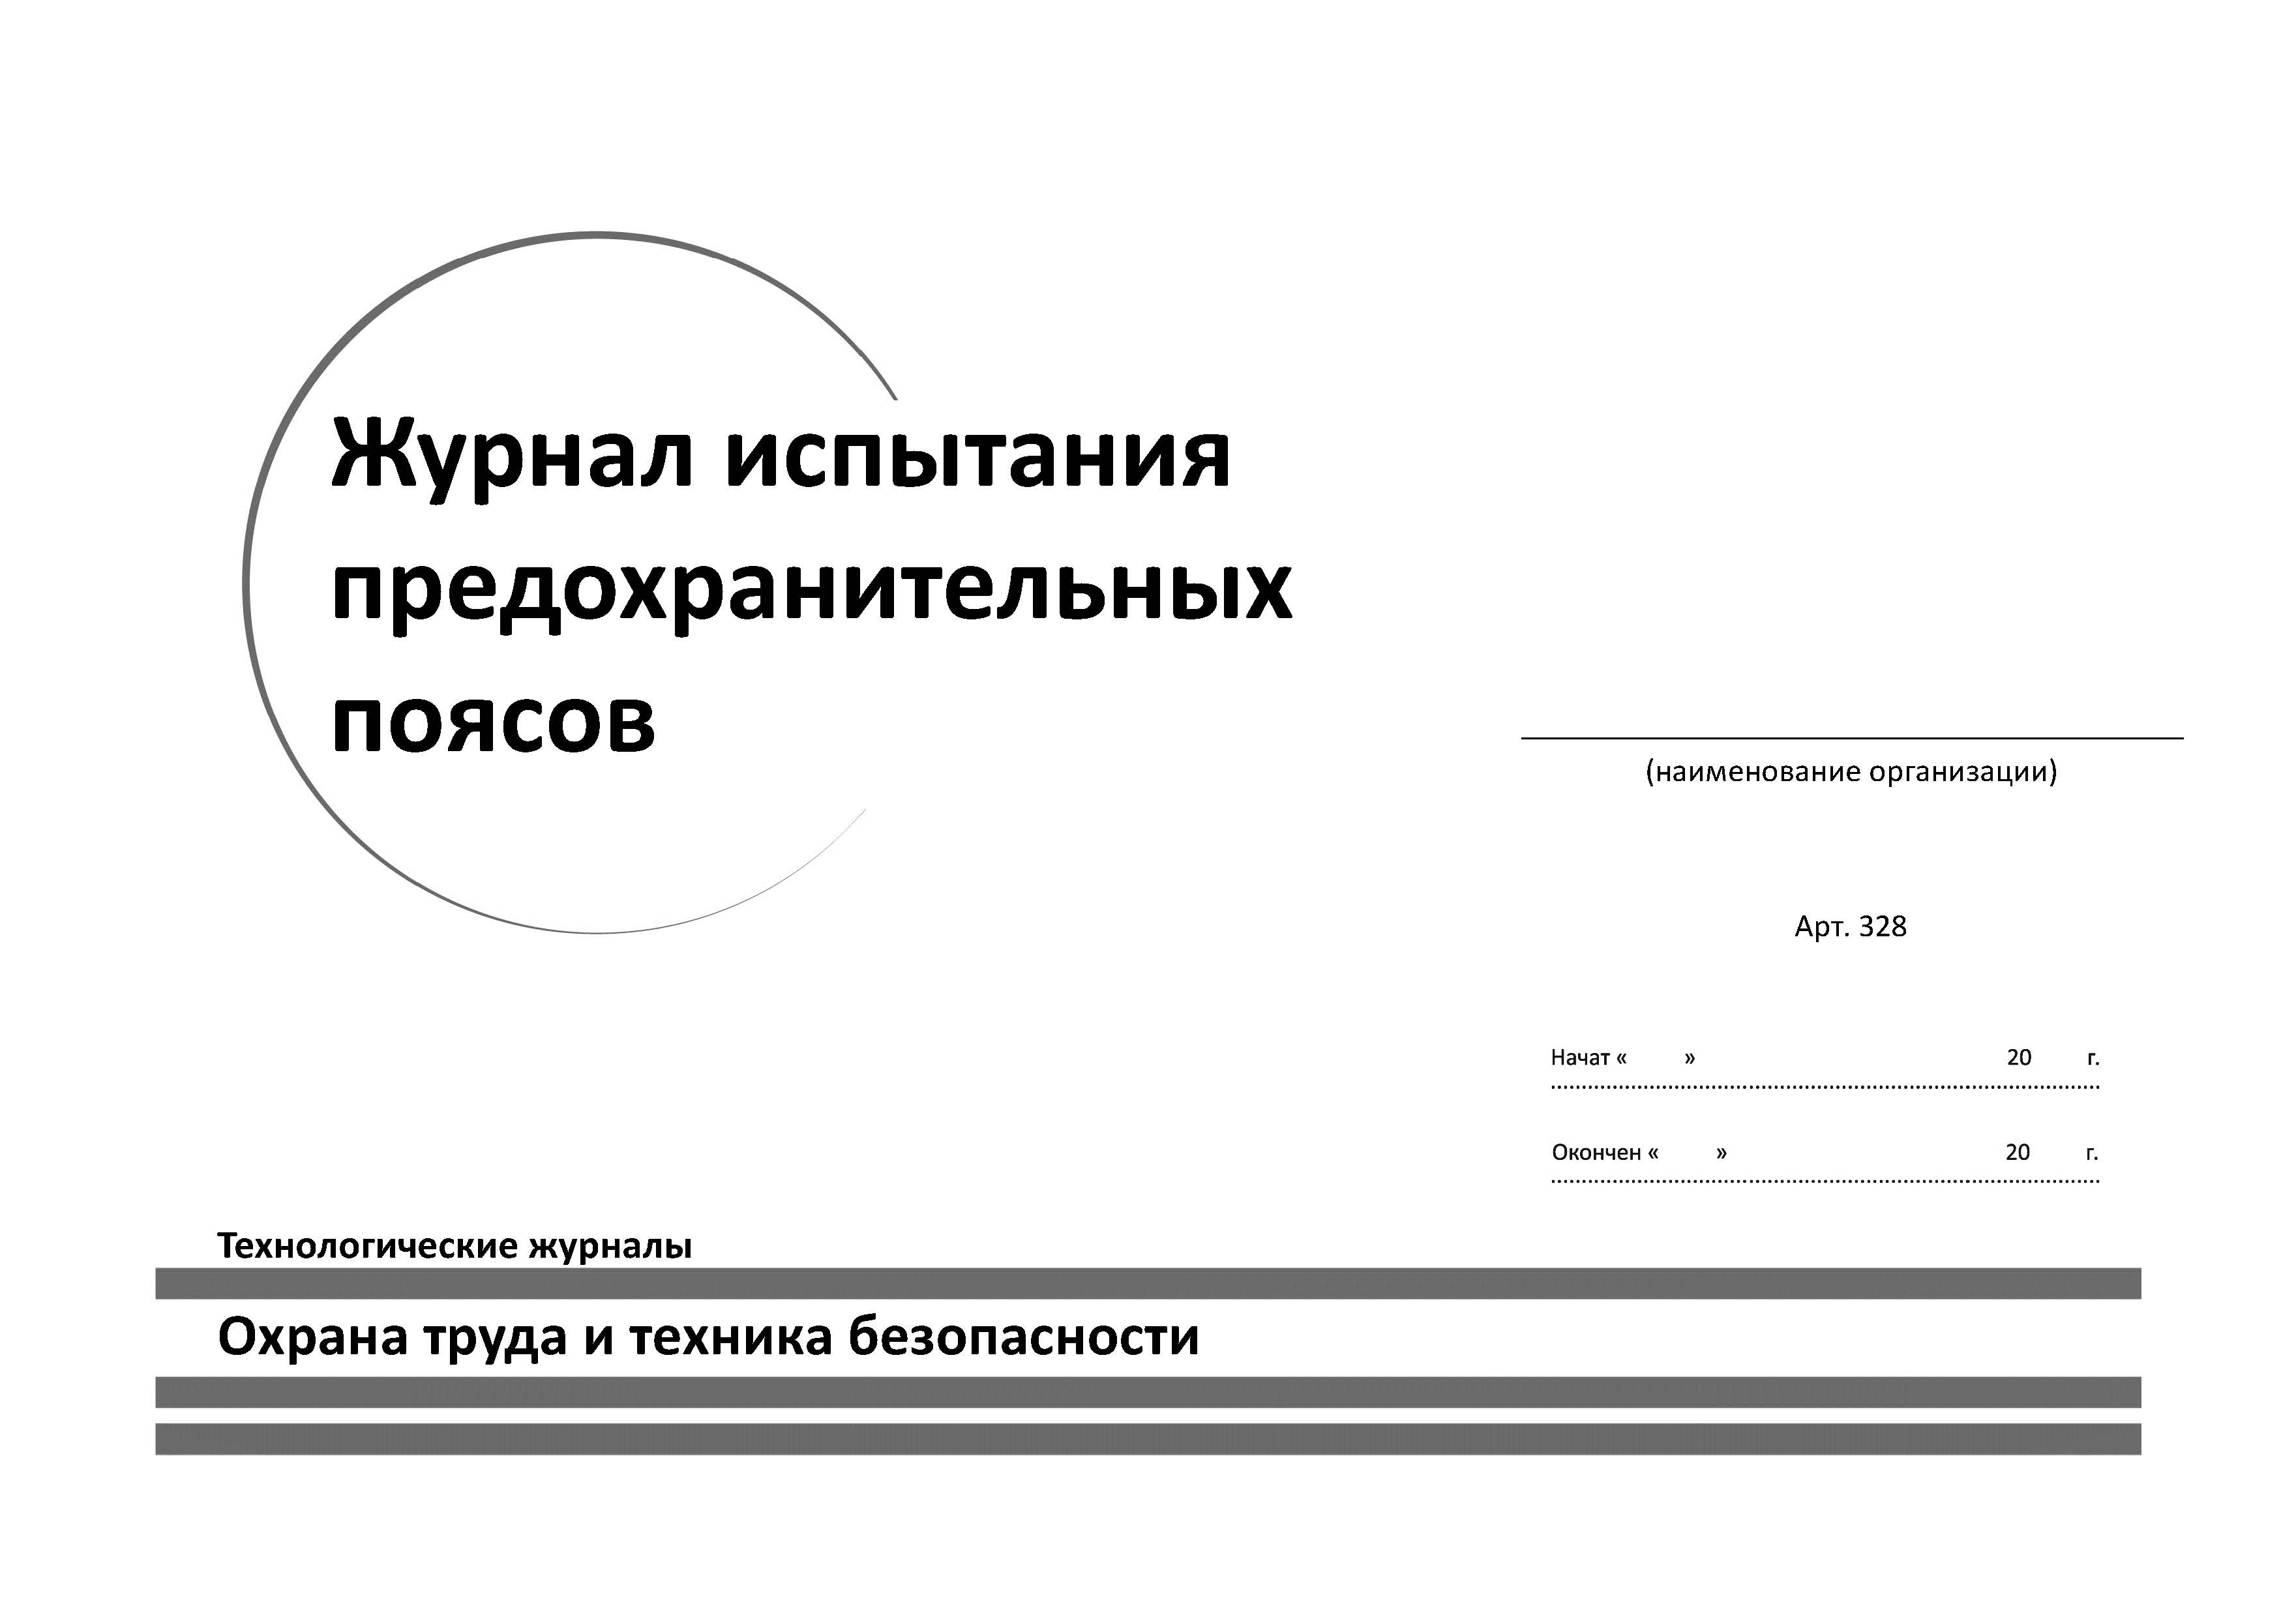 Журнал испытания
предохранительных
поясов
(наименование организации)
Арт. 328
Начат « » 20 г.
Окончен « » 20 г.
Технологические журналы
Охрана труда и техника безопасности